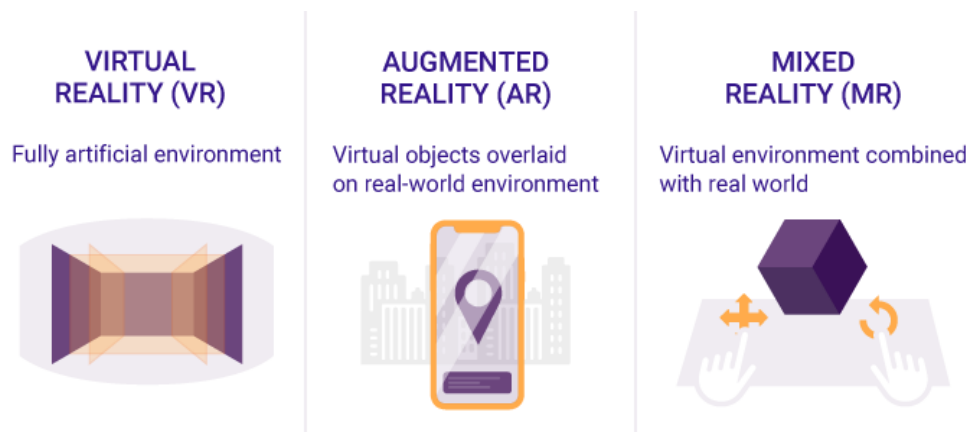 VIRTUAL
REALITY (VR)
Fully artificial environment
AUGMENTED
REALITY (AR)
Virtual objects overlaid
on real-world environment
MIXED
REALITY (MR)
Virtual environment combined
with real world